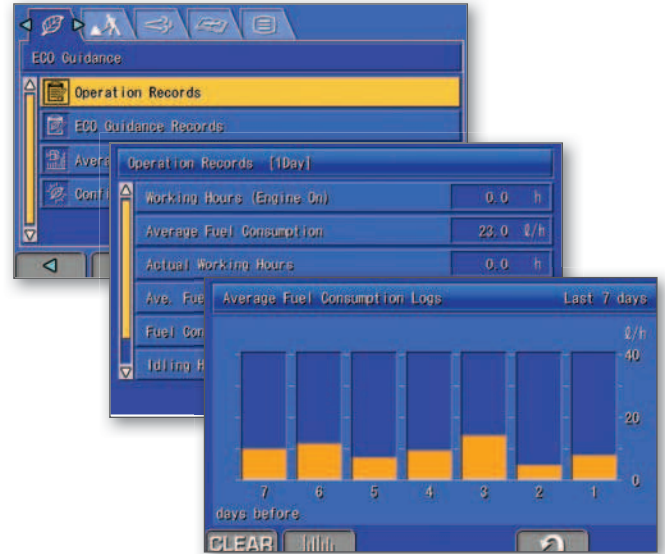 ECO Guidance
Operation Records
ECO Guidance Records
Avera
Confi
Operation Records [1Day]
Working Hours (Engine On) 0.0 h
Average Fuel Consumption 23.0 ℓ/h
Actual Working Hours 0.0 h
Ave. Fue
Fuel Con
Idling H
Average Fuel Consumption Logs Last 7 days
ℓ/h
40
20
0
7 6 5 4 3 2 1
days before
CLEAR